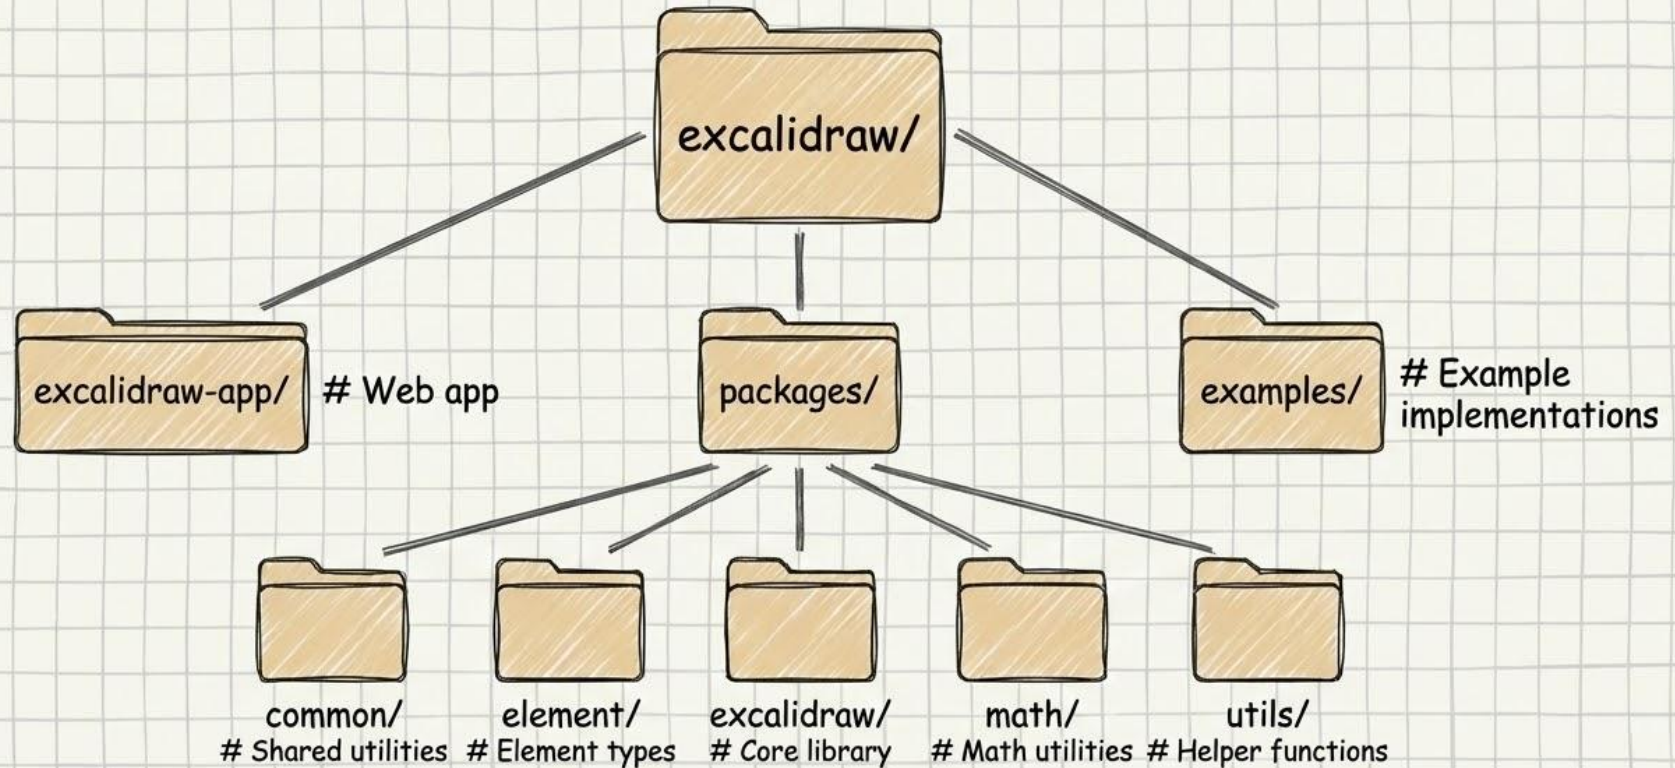 excalidraw/
excalidraw-app/ # Web app
packages/
examples/
# Example
implementations
common/
# Shared utilities
element/
# Element types
excalidraw/
# Core library
math/
# Math utilities
utils/
# Helper functions